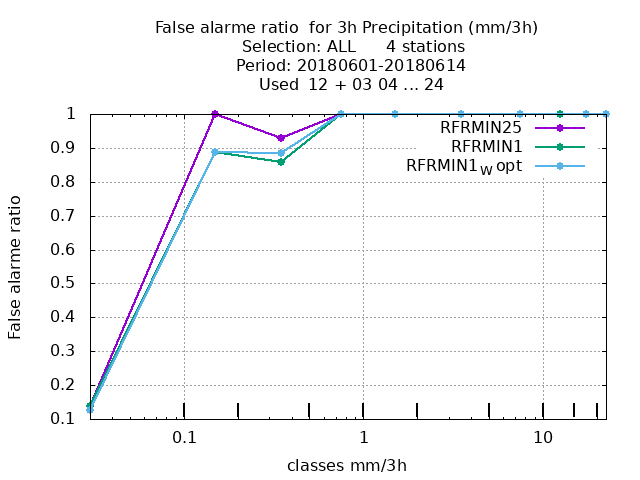 False alarme ratio  for 3h Precipitation (mm/3h)
Selection: ALL      4 stations
Period: 20180601-20180614
Used  12 + 03 04 ... 24
RFRMIN25
RFRMIN1
RFRMIN1W opt
1
0.9
0.8
0.7
0.6
0.5
0.4
0.3
0.2
0.1
False alarme ratio
0.1 1 10
classes mm/3h